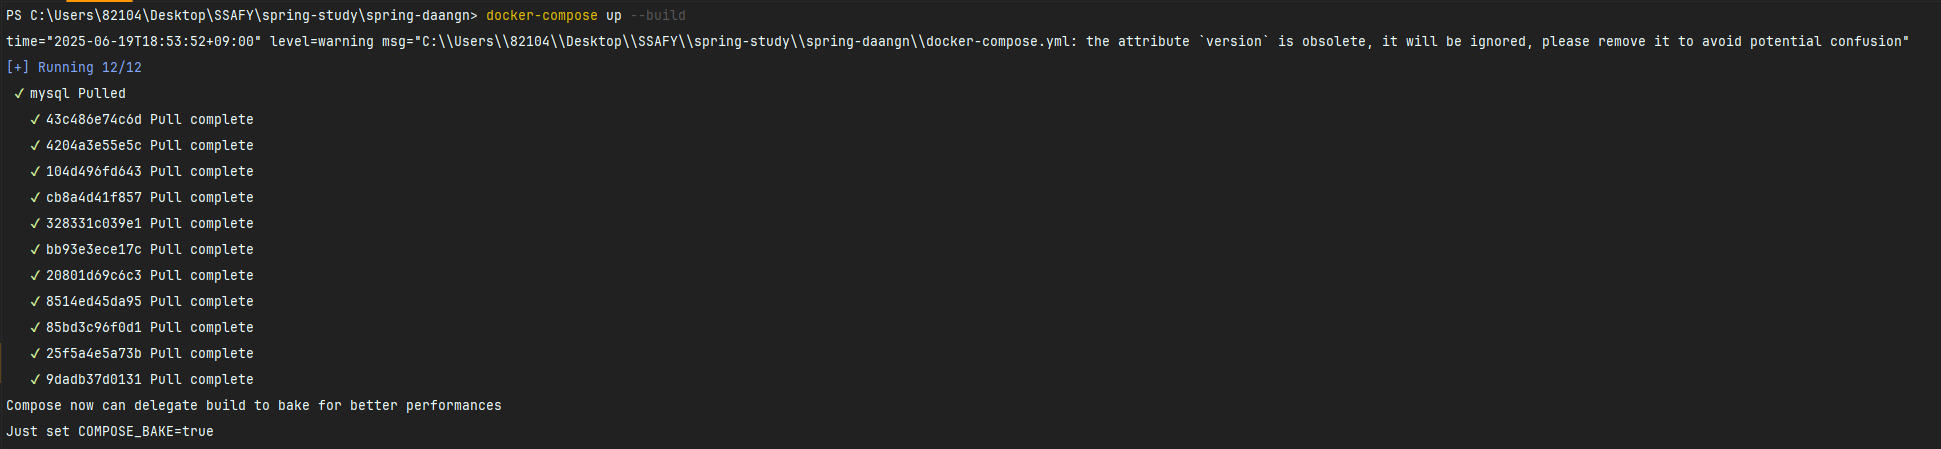 PS C:\Users\82104\Desktop\SSAFY\spring-study\spring-daangn> docker-compose up --build
time="2025-06-19T18:53:52+09:00" level=warning msg="C:\\Users\\82104\\Desktop\\SSAFY\\spring-study\\spring-daangn\\docker-compose.yml: the attribute `version` is obsolete, it will be ignored, please remove it to avoid potential confusion"
[+] Running 12/12
✓ mysql Pulled
✓ 43c486e74c6d Pull complete
✓ 4204a3e55e5c Pull complete
✓ 104d496fd643 Pull complete
✓ cb8a4d41f857 Pull complete
✓ 328331c039e1 Pull complete
✓ bb93e3ece17c Pull complete
✓ 20801d69c6c3 Pull complete
✓ 8514ed45da95 Pull complete
✓ 85bd3c96f0d1 Pull complete
✓ 25f5a4e5a73b Pull complete
✓ 9dadb37d0131 Pull complete
Compose now can delegate build to bake for better performances
Just set COMPOSE_BAKE=true